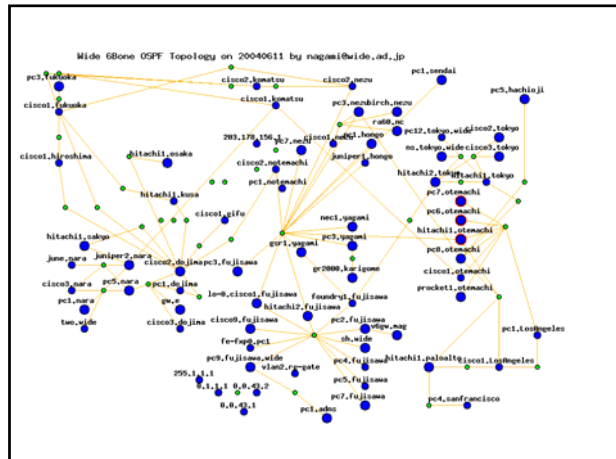 Wide 6Bone OSPF Topology on 20040611 by nagami@wide.ad.jp
pc3.fukuoka
cisco2.komatsu
cisco2.nezu
pc1.sendai
pc5.hachioji
cisco1.fukuoka
cisco1.komatsu
pc3.nezu
birch.nezu
ra60.nc
203.178.156.1
pc7.nezu
cisco1.nezu
pc1.hongo
pc12.tokyo.wide
cisco2.tokyo
ns.tokyo.wide
cisco3.tokyo
cisco1.hiroshima
hitachi1.osaka
cisco2.notemachi
juniper1.hongo
pc1.notemachi
hitachi2.tokyo
hitachi1.tokyo
hitachi1.kusa
pc7.otemachi
cisco1.gifu
nec1.yagami
pc6.otemachi
hitachi1.sakyo
gsr1.yagami
pc3.yagami
hitachi1.otemachi
june.nara
juniper2.nara
cisco2.dojima
pc3.fujisawa
gr2000.karigome
pc8.otemachi
cisco3.nara
pc5.nara
pc1.dojima
lo-0.cisco1.fujisawa
foundry1.fujisawa
cisco1.otemachi
pc1.nara
gw.e
hitachi2.fujisawa
procket1.otemachi
two.wide
cisco3.dojima
cisco9.fujisawa
pc2.fujisawa
v6gw.mag
fe-fxp0.pc1
sh.wide
pc1.LosAngeles
pc9.fujisawa.wide
vlan2.rp-gate
pc4.fujisawa
hitachi1.paloalto
cisco1.LosAngeles
255.1.1.1
0.1.1.1
0.0.43.2
pc5.fujisawa
0.0.43.1
pc1.adns
pc7.fujisawa
pc4.sanfrancisco